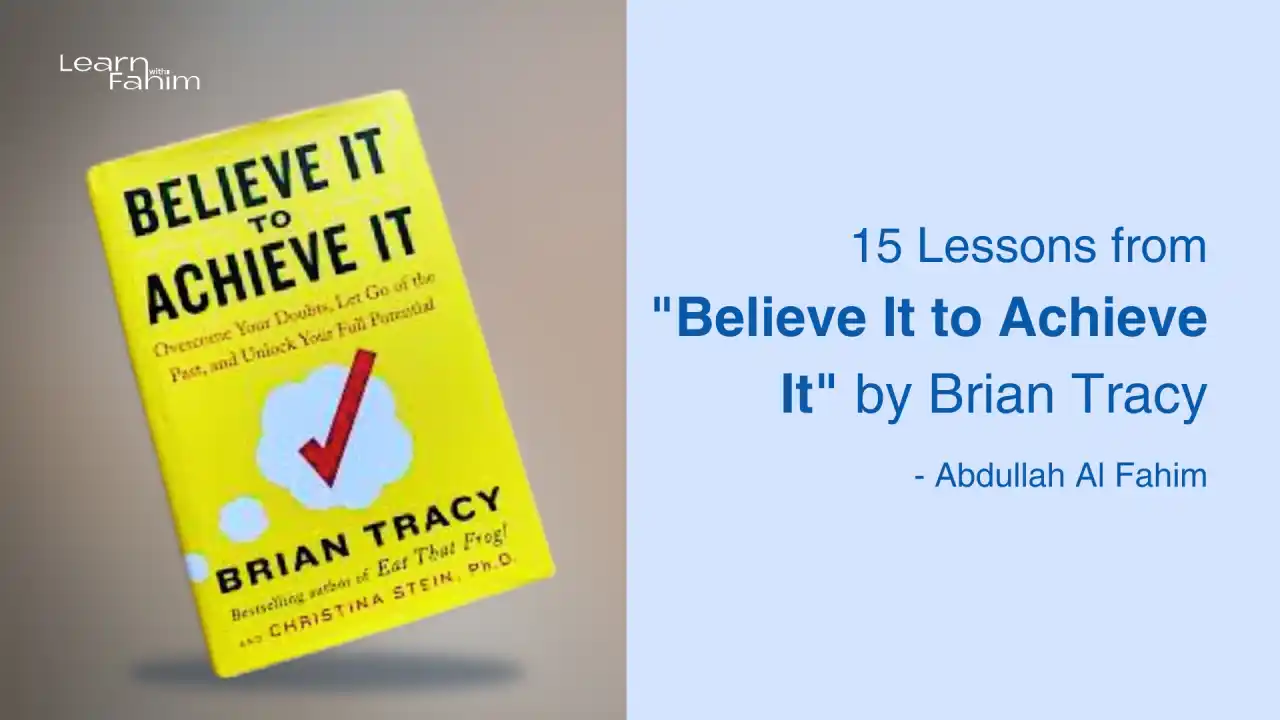 Learn
with
Fahim
BELIEVE IT
TO
ACHIEVE IT
Overcome Your Doubts, Let Go of the
Past, and Unlock Your Full Potential
BRIAN TRACY
Bestselling author of Eat That Frog!
AND CHRISTINA STEIN, Ph.D.
15 Lessons from
"Believe It to Achieve
It" by Brian Tracy
- Abdullah Al Fahim